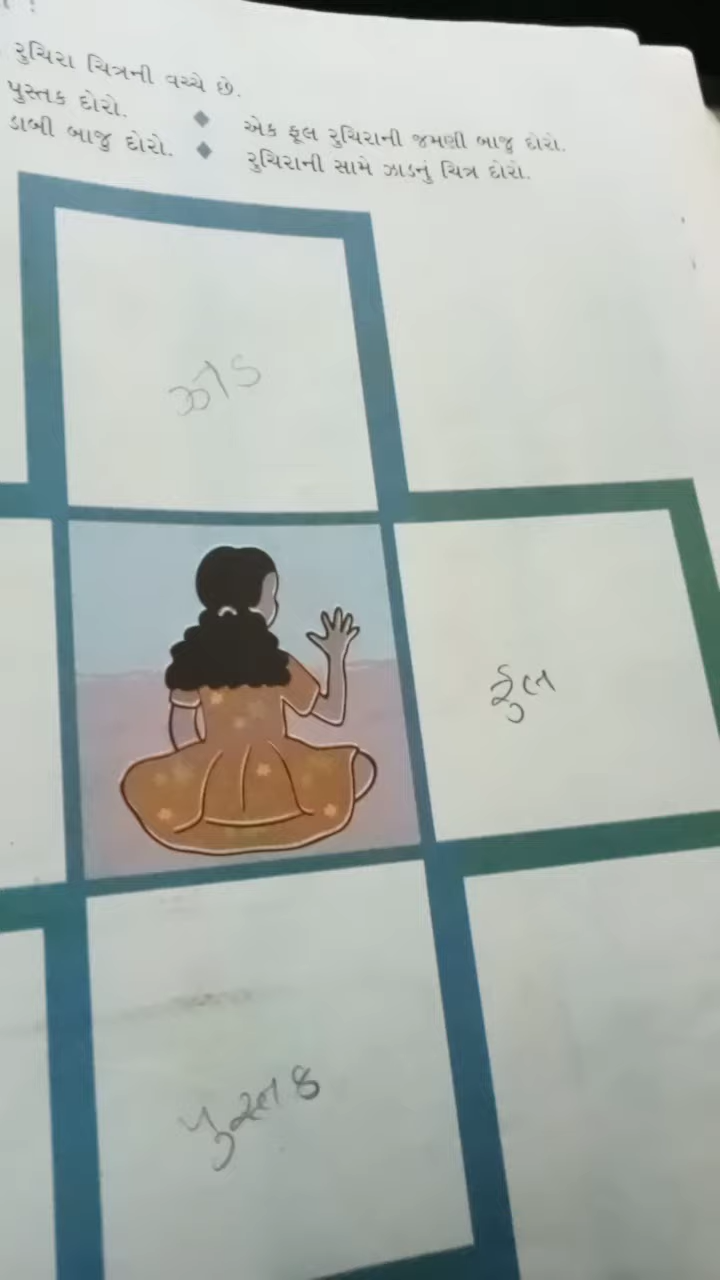 રુચિરા ચિત્રની વચ્ચે છે.
પુસ્તક દોરો.
ડાબી બાજુ દોરો.
◆ એક ફૂલ રુચિરાની જમણી બાજુ દોરો.
◆ રુચિરાની સામે ઝાડનું ચિત્ર દોરો.
ઝાડ
ફુલ
પુસ્તક